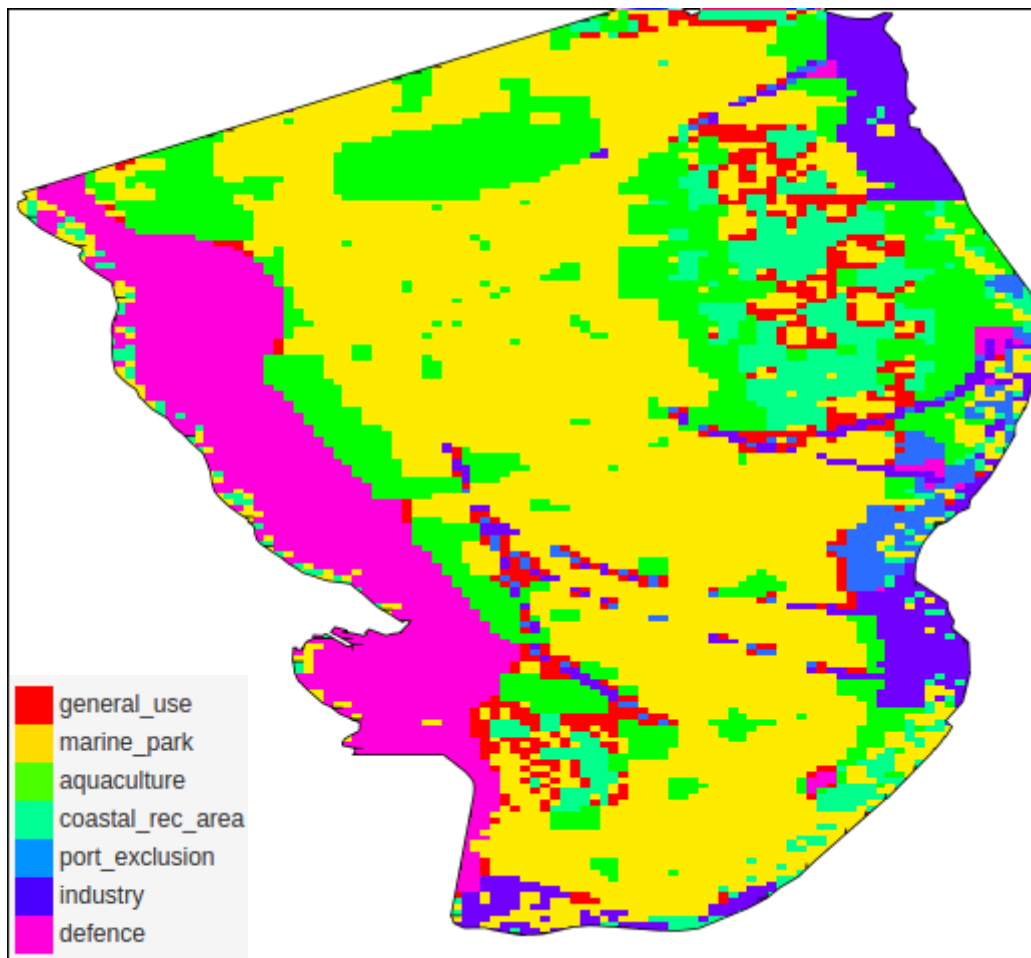 general_use
marine_park
aquaculture
coastal_rec_area
port_exclusion
industry
defence